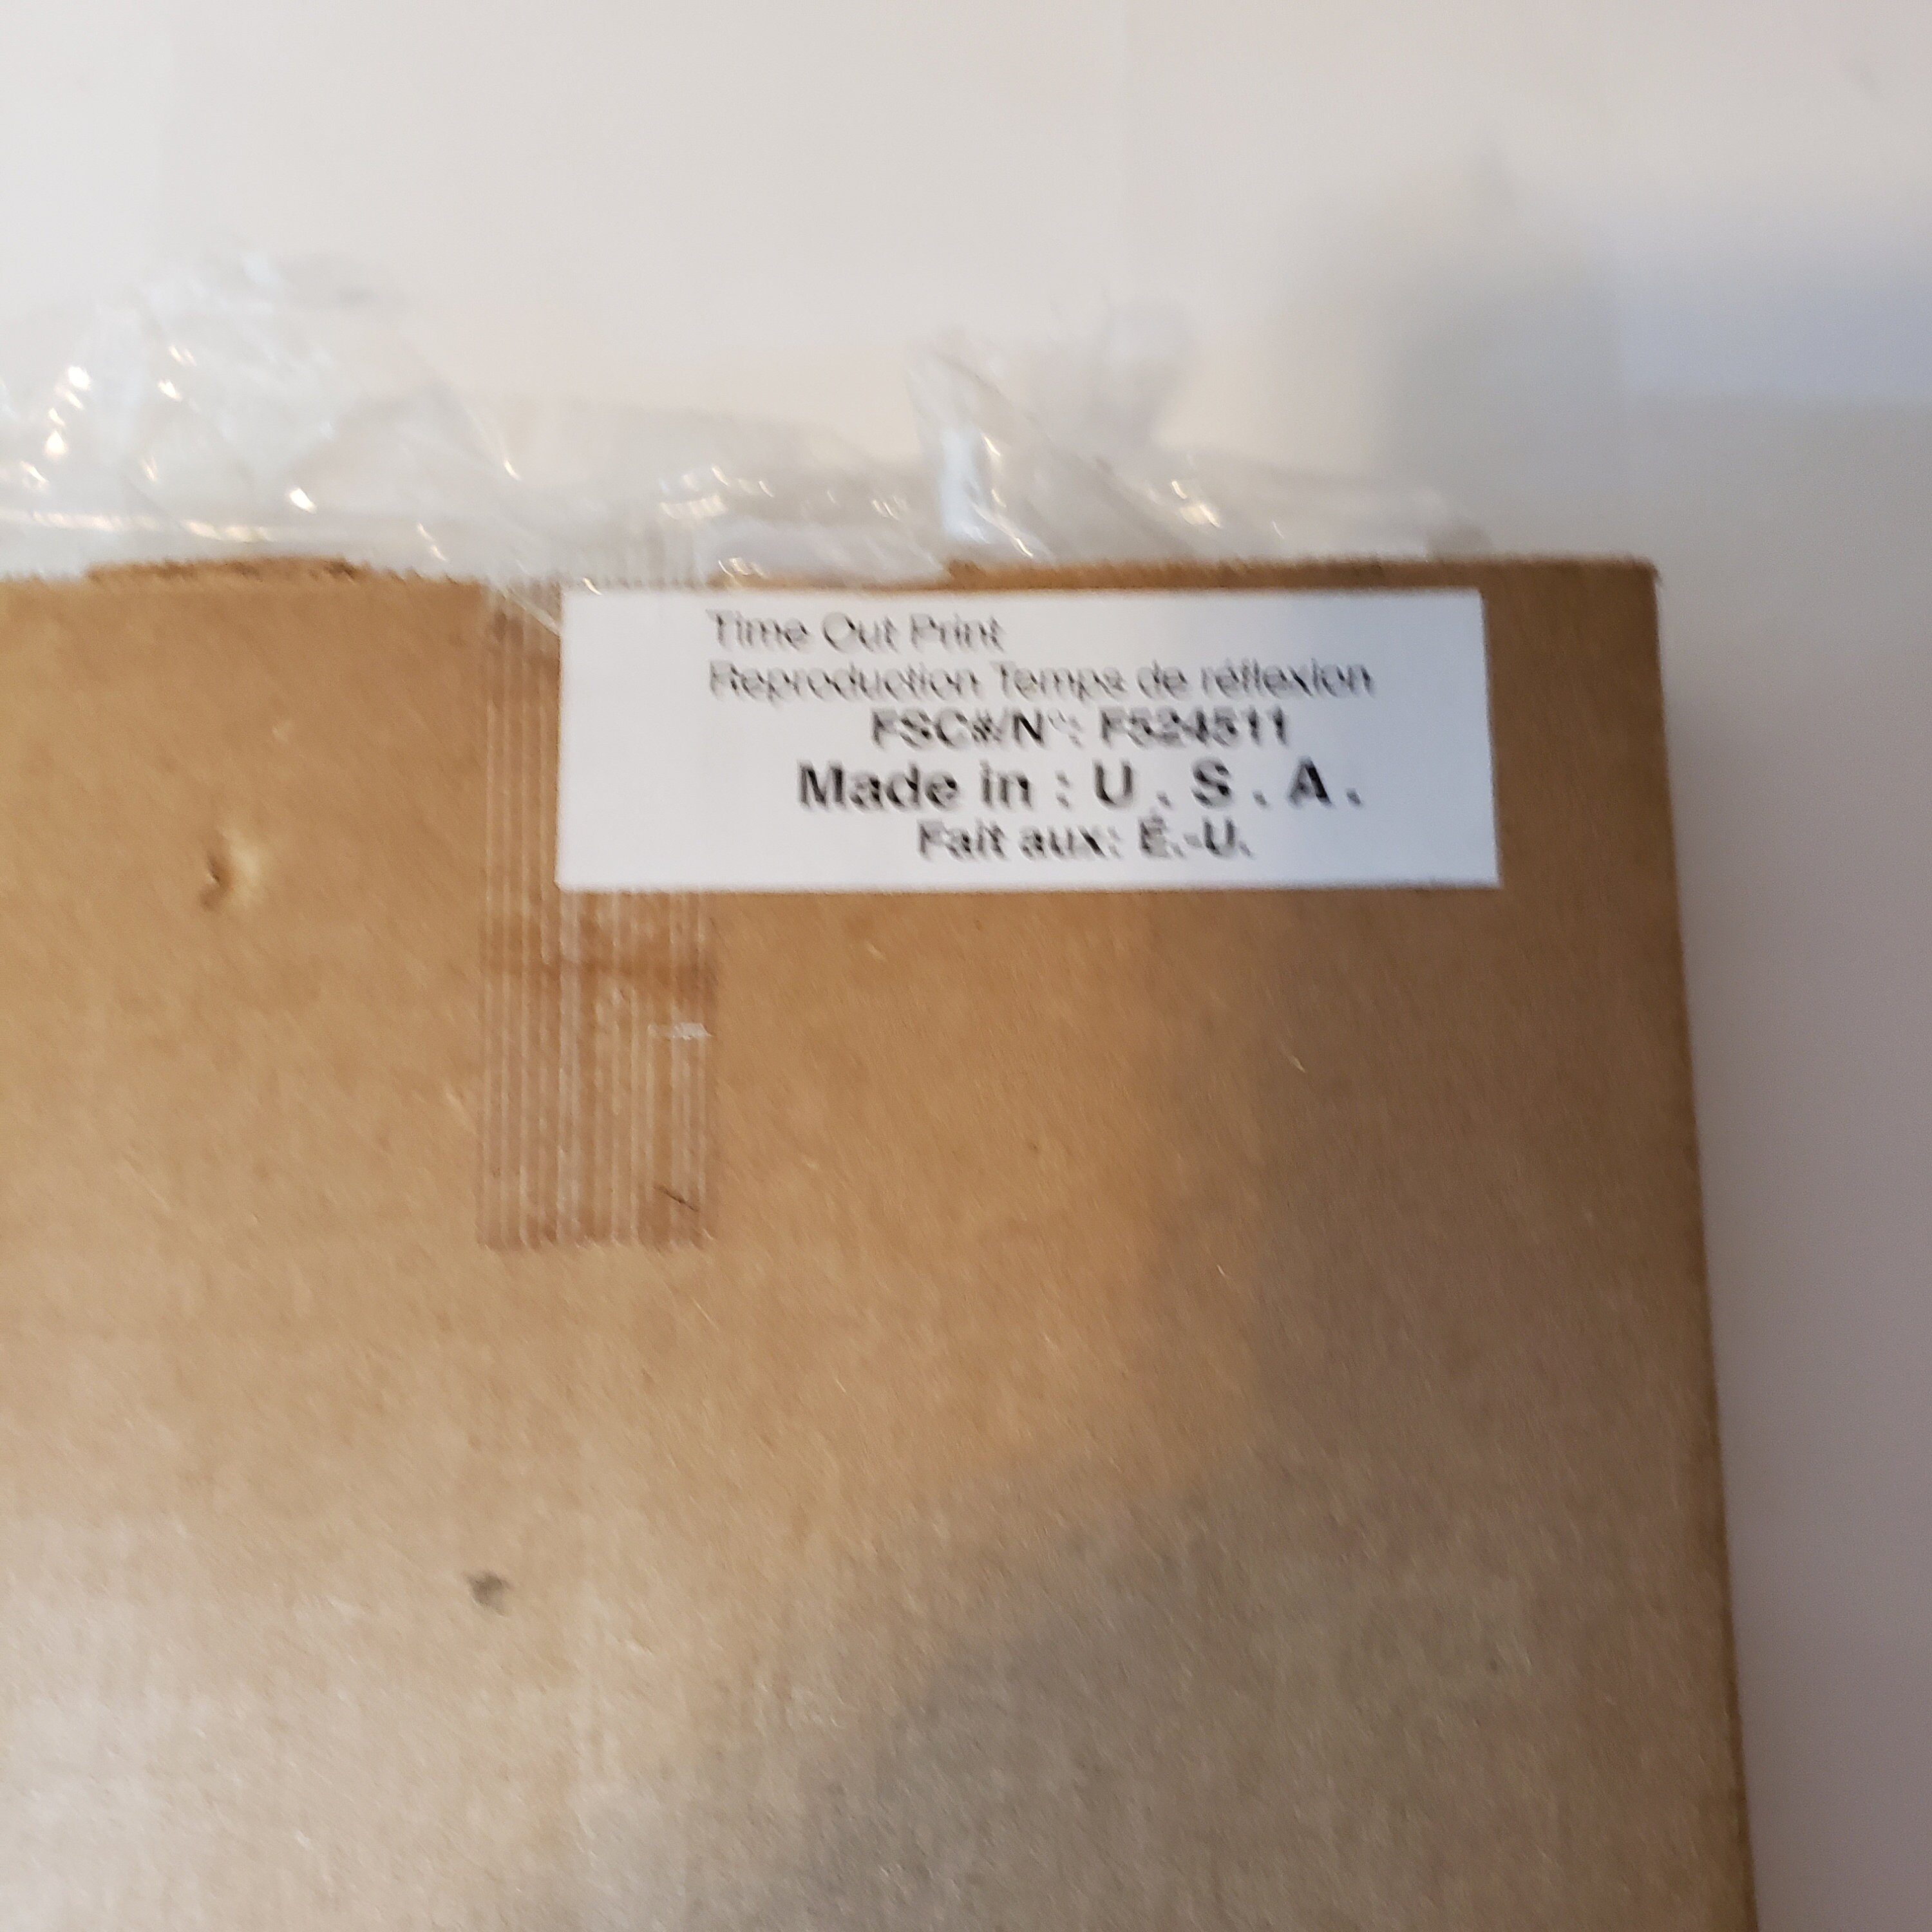 Time Out Print
Reproduction Temps de réflexion
FSC#/N°: F524511
Made in : U . S . A .
Fait aux: É.-U.